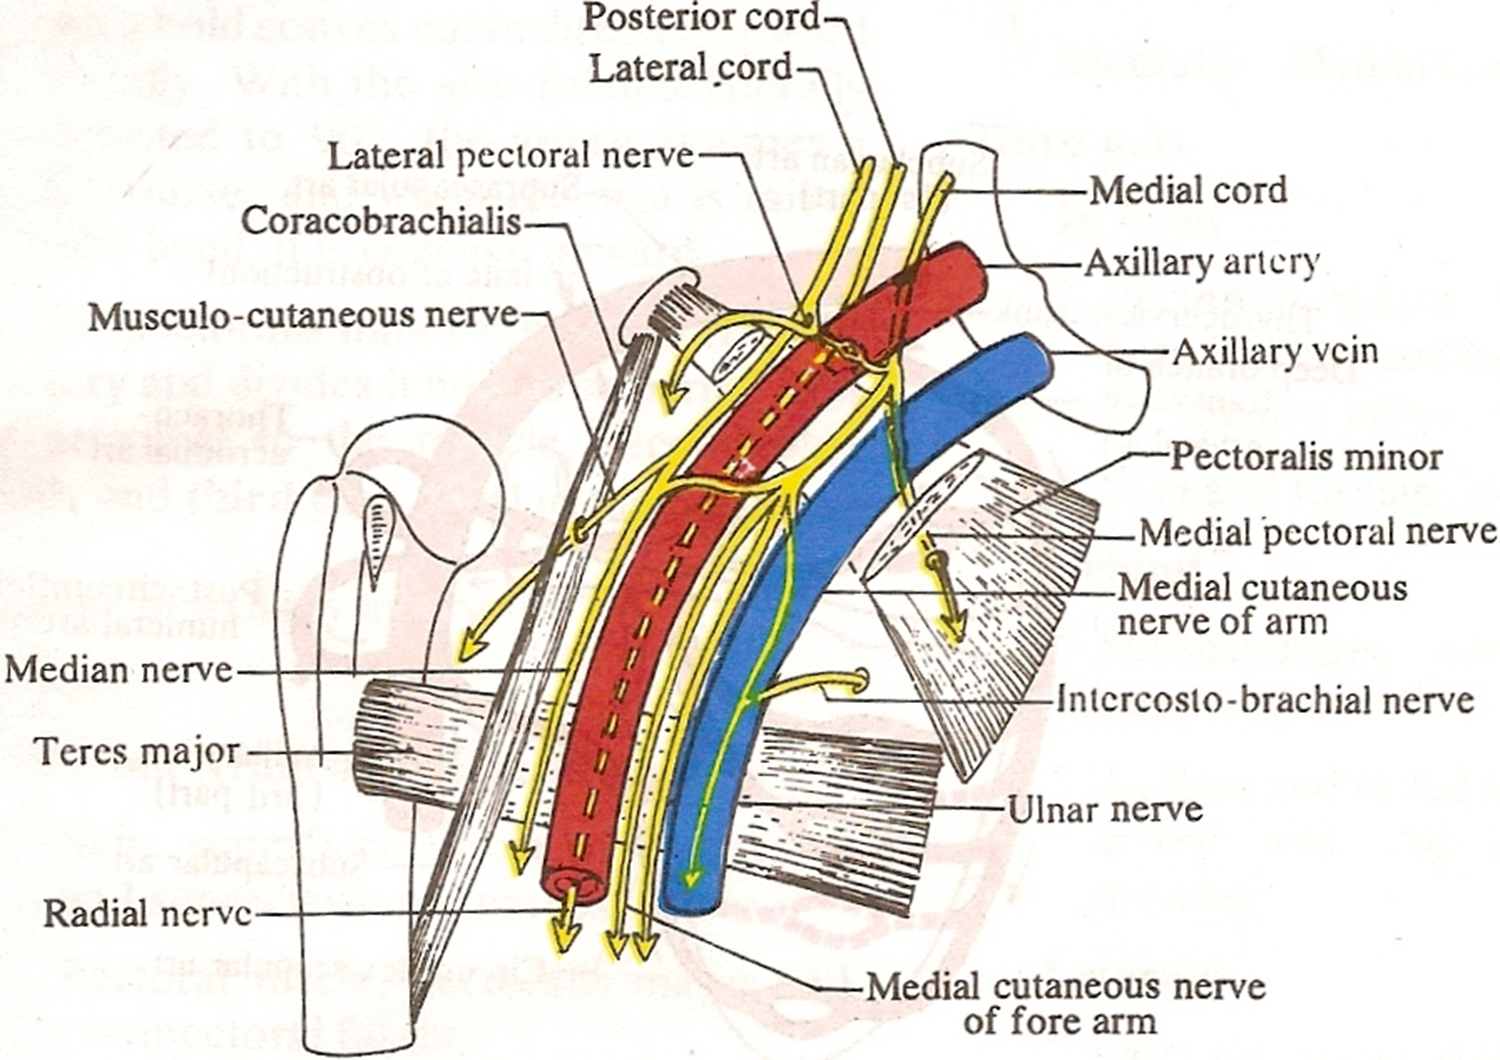 Posterior cord
Lateral cord
Lateral pectoral nerve
Medial cord
Coracobrachialis
Axillary artery
Musculo-cutaneous nerve
Axillary vein
Pectoralis minor
Medial pectoral nerve
Medial cutaneous
nerve of arm
Median nerve
Intercosto-brachial nerve
Teres major
Ulnar nerve
Radial nerve
Medial cutaneous nerve
of fore arm